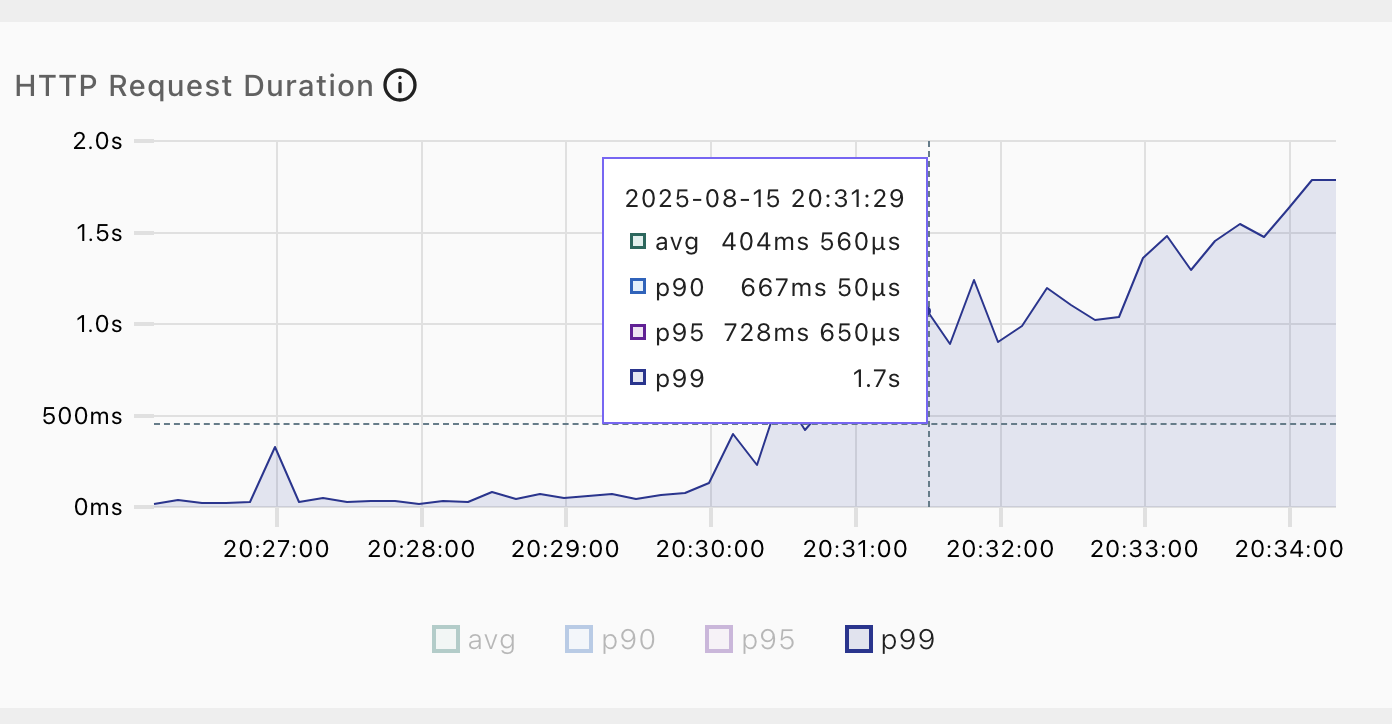 HTTP Request Duration
2.0s
1.5s
1.0s
500ms
0ms
2025-08-15 20:31:29
avg 404ms 560µs
p90 667ms 50µs
p95 728ms 650µs
p99 1.7s
20:27:00 20:28:00 20:29:00 20:30:00 20:31:00 20:32:00 20:33:00 20:34:00
avg p90 p95 p99